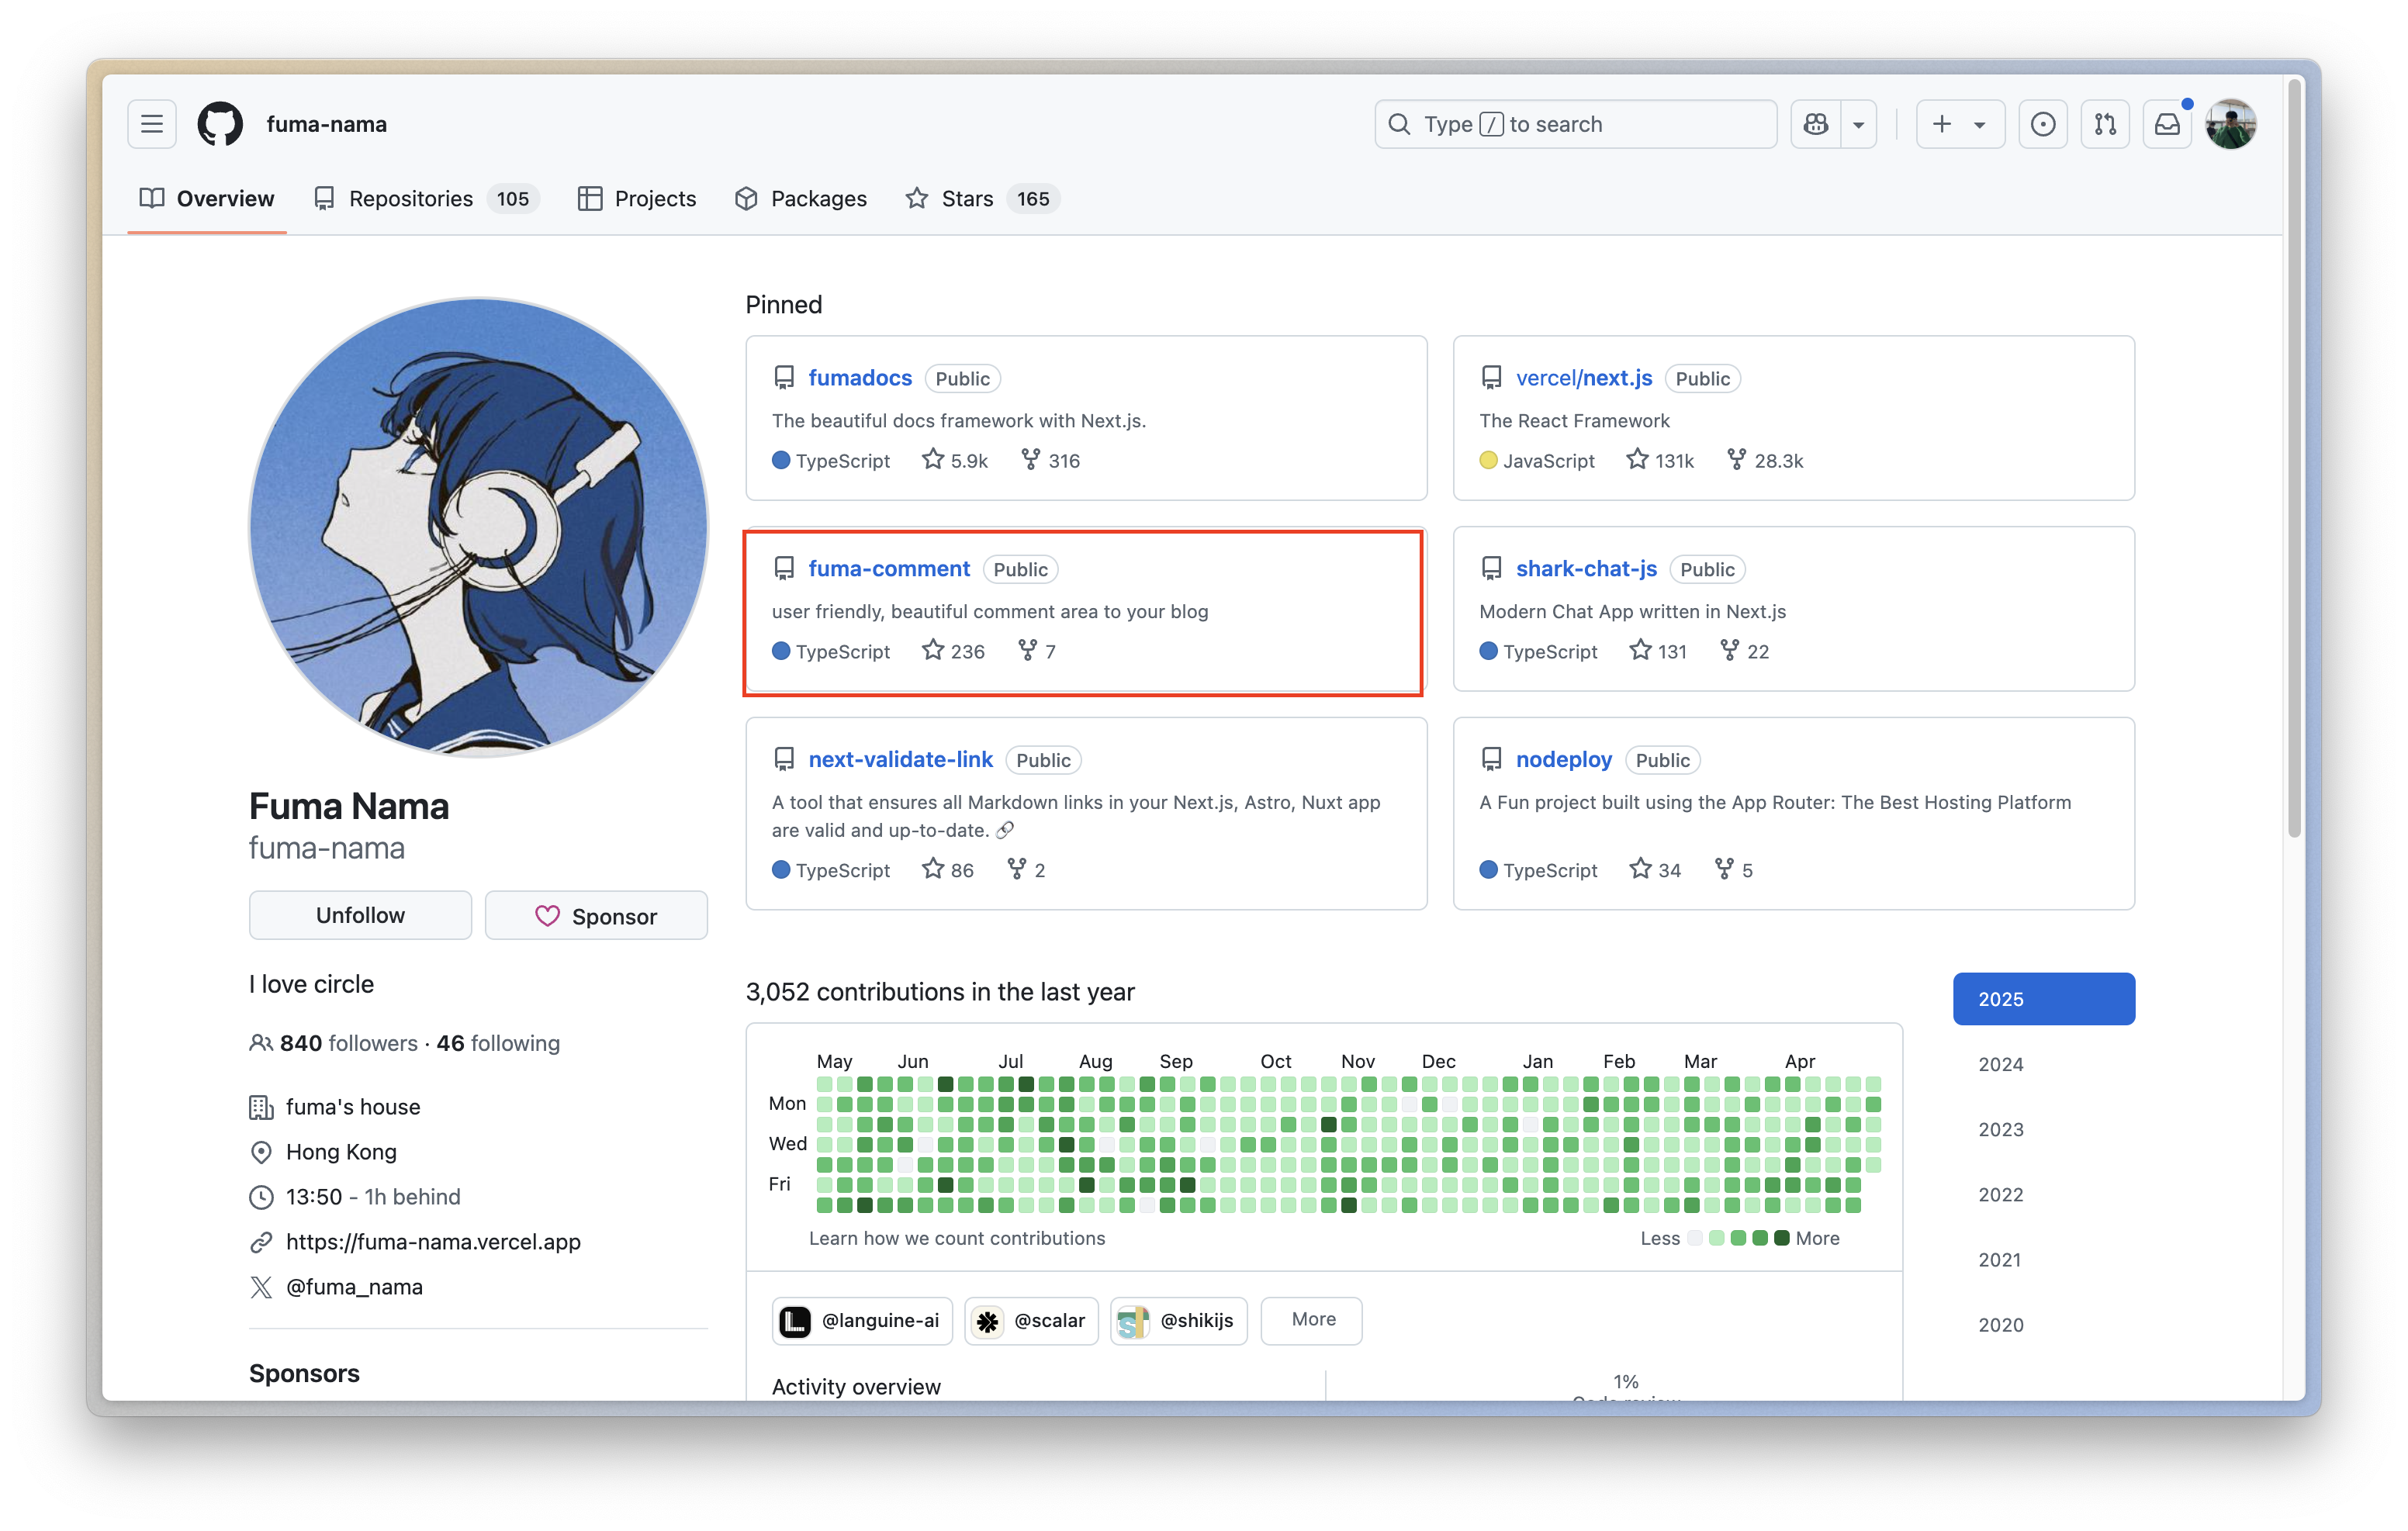 fuma-nama
Type / to search
Overview
Repositories 105
Projects
Packages
Stars 165
Fuma Nama
fuma-nama
Unfollow
Sponsor
I love circle
840 followers · 46 following
fuma's house
Hong Kong
13:50 - 1h behind
https://fuma-nama.vercel.app
@fuma_nama
Sponsors
Pinned
fumadocs Public
The beautiful docs framework with Next.js.
TypeScript 5.9k 316
vercel/next.js Public
The React Framework
JavaScript 131k 28.3k
fuma-comment Public
user friendly, beautiful comment area to your blog
TypeScript 236 7
shark-chat-js Public
Modern Chat App written in Next.js
TypeScript 131 22
next-validate-link Public
A tool that ensures all Markdown links in your Next.js, Astro, Nuxt app
are valid and up-to-date. 🔗
TypeScript 86 2
nodeploy Public
A Fun project built using the App Router: The Best Hosting Platform
TypeScript 34 5
3,052 contributions in the last year
May Jun Jul Aug Sep Oct Nov Dec Jan Feb Mar Apr
Mon
Wed
Fri
Learn how we count contributions
Less More
@languine-ai
@scalar
@shikijs
More
Activity overview
1%
Code review
2025
2024
2023
2022
2021
2020